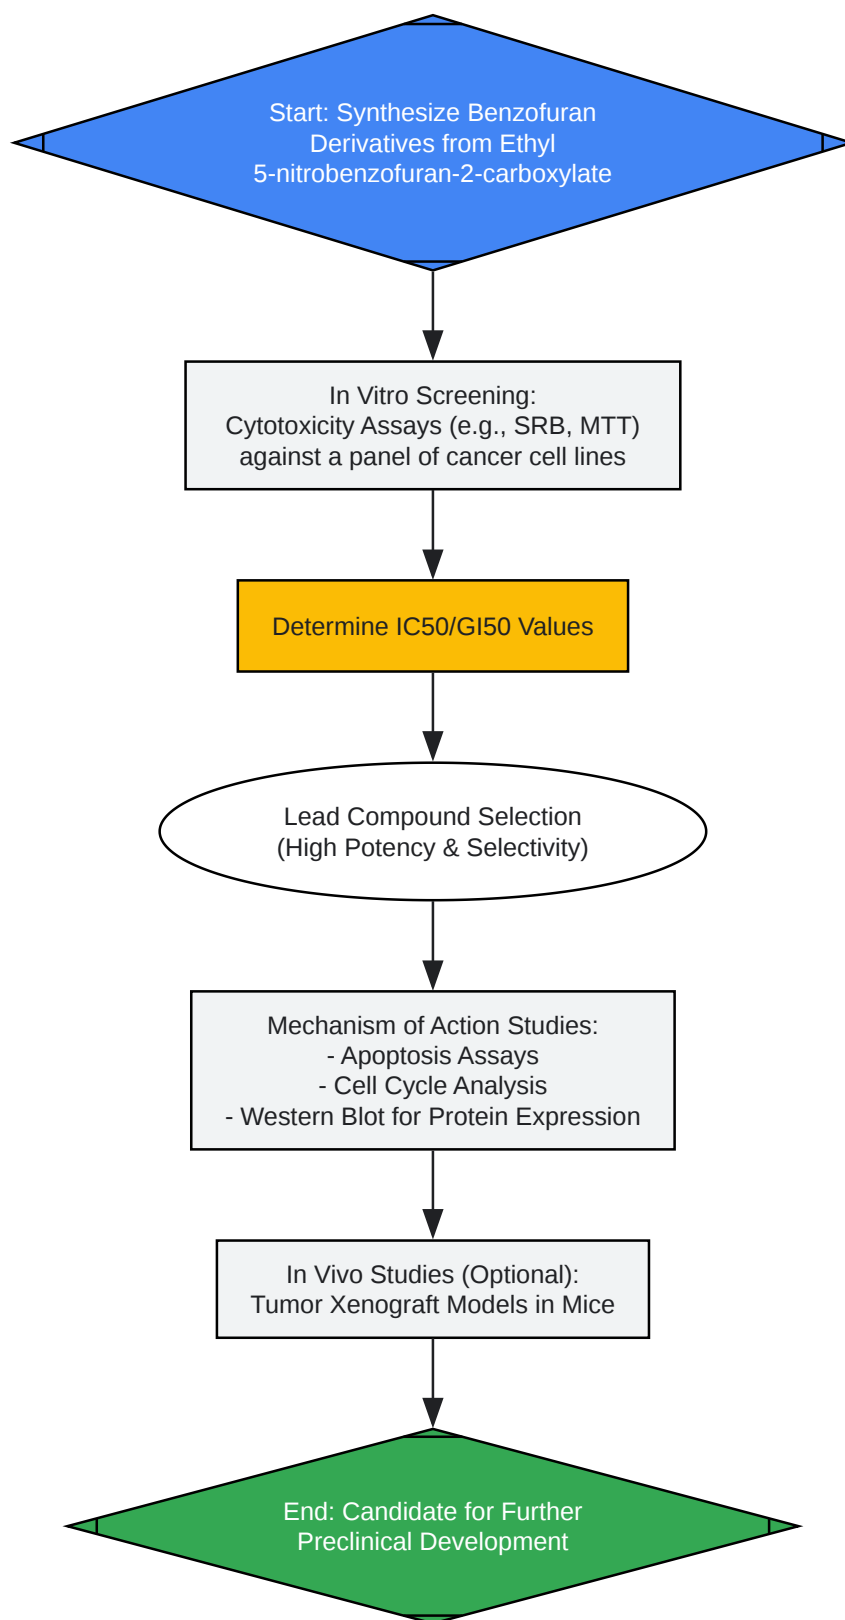 Start: Synthesize Benzofuran
Derivatives from Ethyl
5-nitrobenzofuran-2-carboxylate
In Vitro Screening:
Cytotoxicity Assays (e.g., SRB, MTT)
against a panel of cancer cell lines
Determine IC50/GI50 Values
Lead Compound Selection
(High Potency & Selectivity)
Mechanism of Action Studies:
- Apoptosis Assays
- Cell Cycle Analysis
- Western Blot for Protein Expression
In Vivo Studies (Optional):
Tumor Xenograft Models in Mice
End: Candidate for Further
Preclinical Development